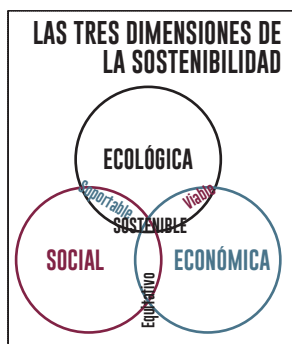 LAS TRES DIMENSIONES DE
LA SOSTENIBILIDAD
ECOLÓGICA
Soportable
Viable
SOSTENIBLE
SOCIAL
ECONÓMICA
Equitativo